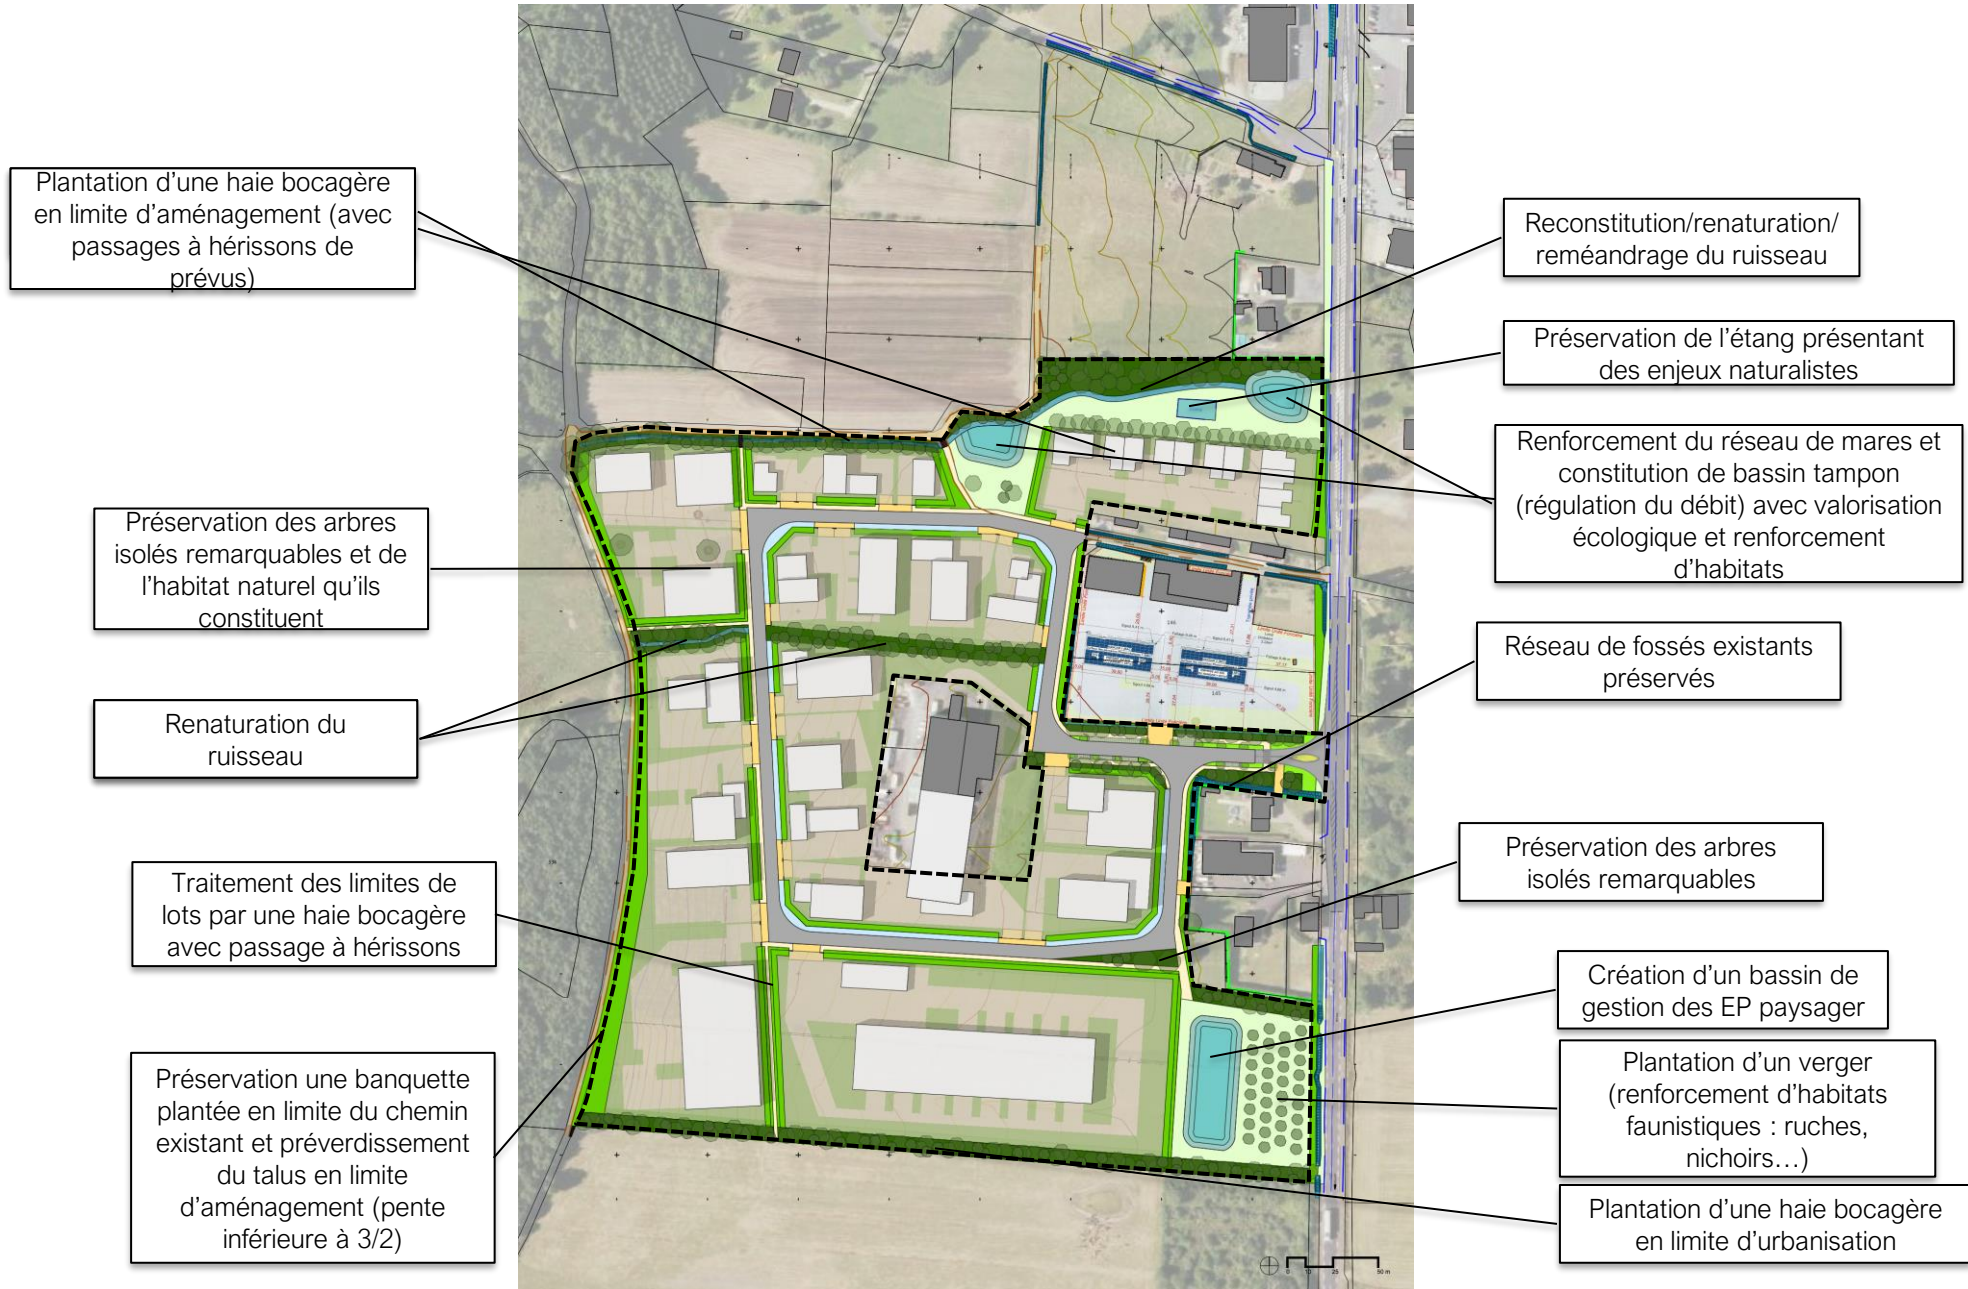 Plantation d'une haie bocagère
en limite d'aménagement (avec
passages à hérissons de
prévus)
Préservation des arbres
isolés remarquables et de
l'habitat naturel qu'ils
constituent
Renaturation du
ruisseau
Traitement des limites de
lots par une haie bocagère
avec passage à hérissons
Préservation une banquette
plantée en limite du chemin
existant et préverdissement
du talus en limite
d'aménagement (pente
inférieure à 3/2)
Reconstitution/renaturation/
reméandrage du ruisseau
Préservation de l'étang présentant
des enjeux naturalistes
Renforcement du réseau de mares et
constitution de bassin tampon
(régulation du débit) avec valorisation
écologique et renforcement
d'habitats
Réseau de fossés existants
préservés
Préservation des arbres
isolés remarquables
Création d'un bassin de
gestion des EP paysager
Plantation d'un verger
(renforcement d'habitats
faunistiques : ruches,
nichoirs…)
Plantation d'une haie bocagère
en limite d'urbanisation
0 10 25 50 m